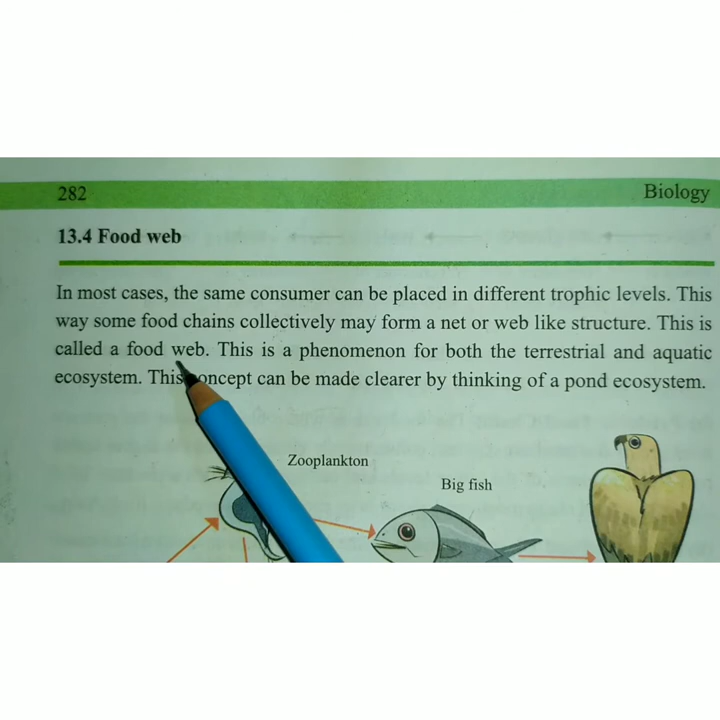 282
Biology
13.4 Food web
In most cases, the same consumer can be placed in different trophic levels. This
way some food chains collectively may form a net or web like structure. This is
called a food web. This is a phenomenon for both the terrestrial and aquatic
ecosystem. This concept can be made clearer by thinking of a pond ecosystem.
Zooplankton
Big fish